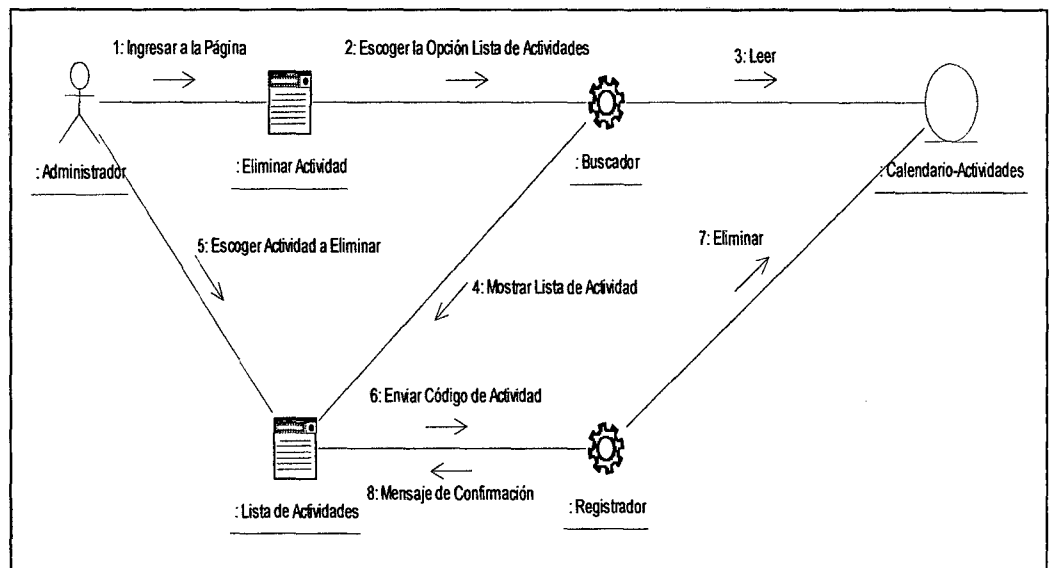 1: Ingresar a la Página
2: Escoger la Opción Lista de Actividades
3: Leer
: Administrador
: Eliminar Actividad
: Buscador
: Calendario-Actividades
5: Escoger Actividad a Eliminar
7: Eliminar
4: Mostrar Lista de Actividad
6: Enviar Código de Actividad
8: Mensaje de Confirmación
: Lista de Actividades
: Registrador